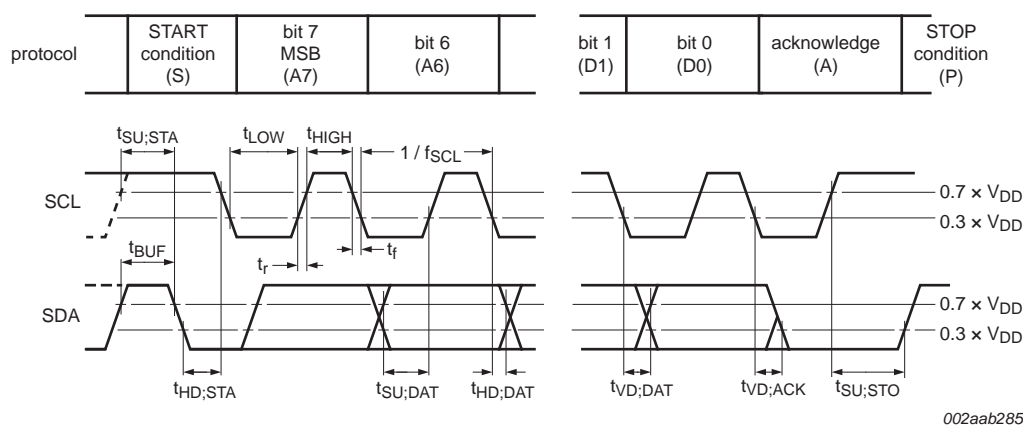 protocol
START
condition
(S)
bit 7
MSB
(A7)
bit 6
(A6)
bit 1
(D1)
bit 0
(D0)
acknowledge
(A)
STOP
condition
(P)
tSU;STA
tLOW
tHIGH
1 / fSCL
SCL
0.7 × VDD
0.3 × VDD
tBUF
tr
tf
SDA
0.7 × VDD
0.3 × VDD
tHD;STA
tSU;DAT
tHD;DAT
tVD;DAT
tVD;ACK
tSU;STO
002aab285